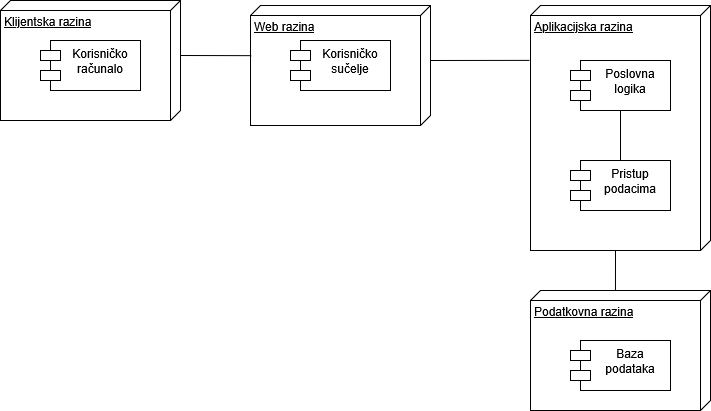 Klijentska razina
Korisničko
računalo
Web razina
Korisničko
sučelje
Aplikacijska razina
Poslovna
logika
Pristup
podacima
Podatkovna razina
Baza
podataka